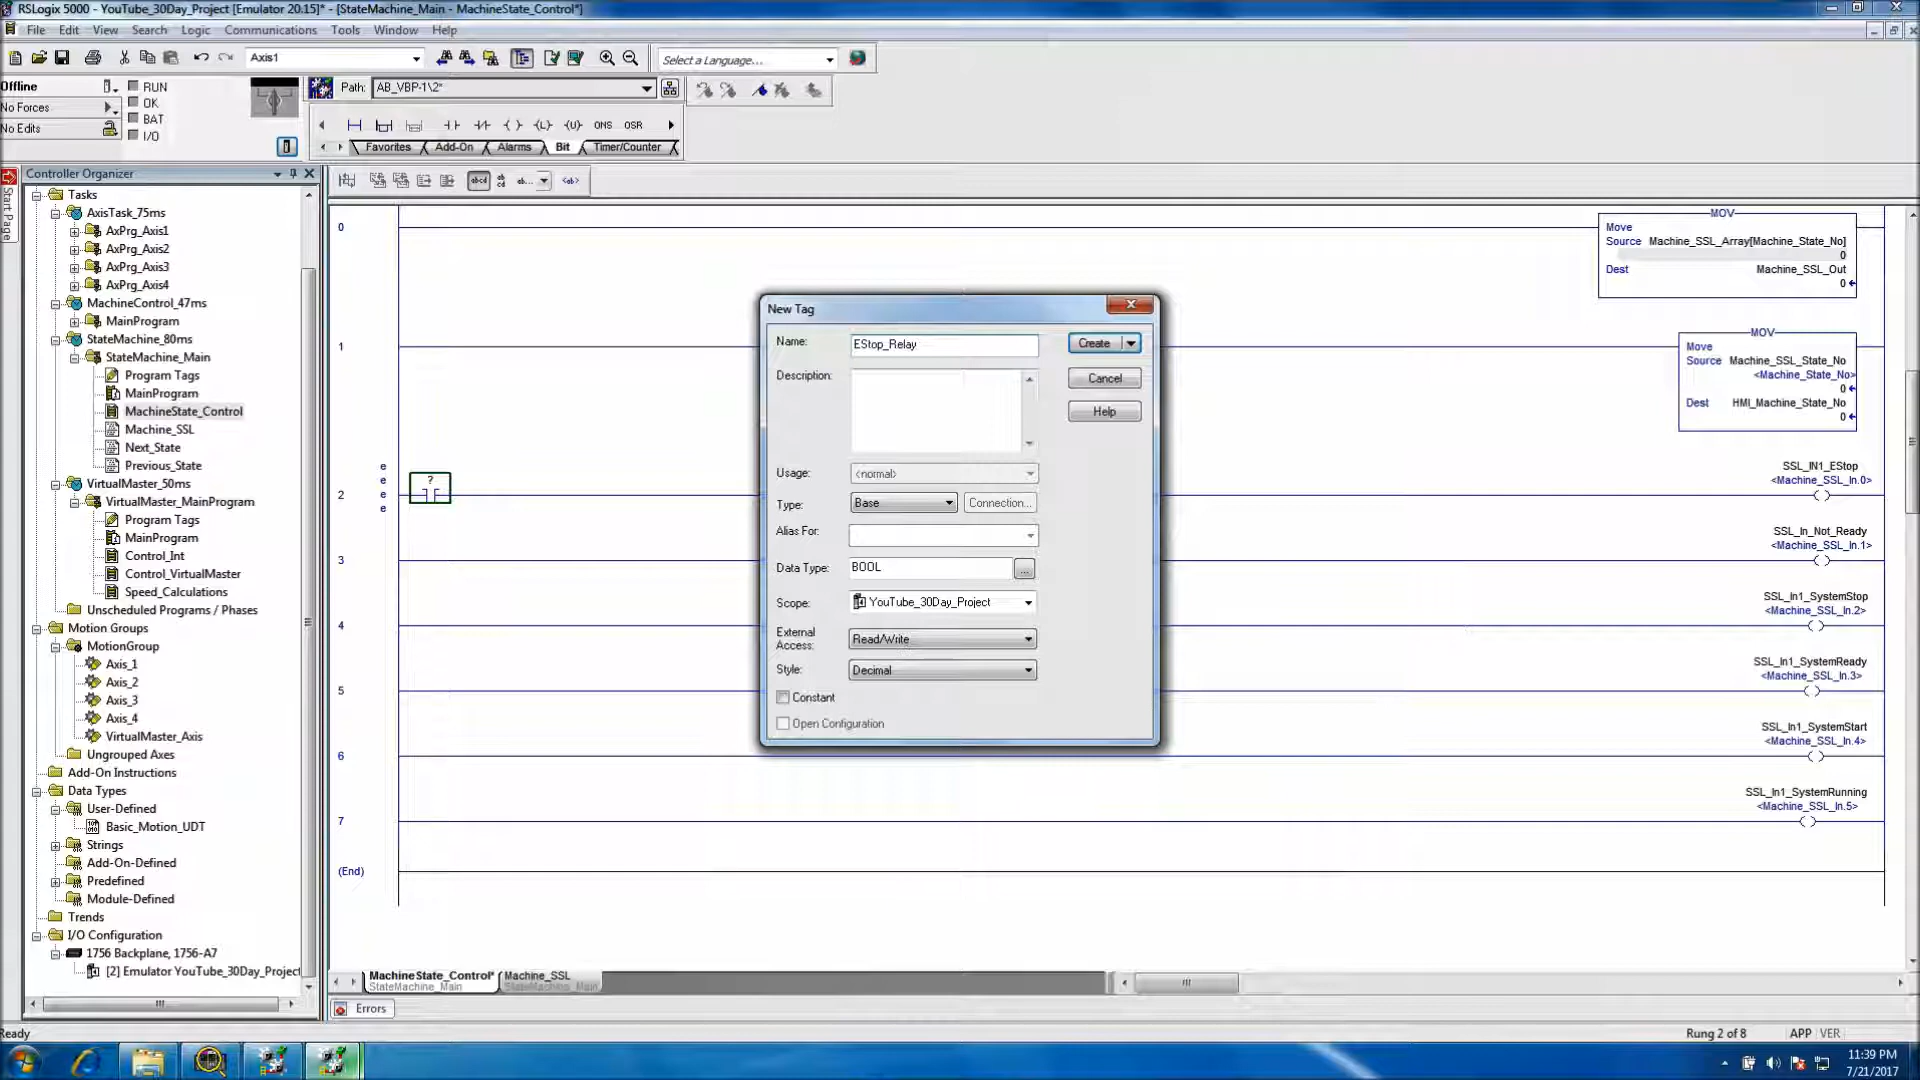 RSLogix 5000 - YouTube_30Day_Project [Emulator 20.15]* - [StateMachine_Main - MachineState_Control*]
File Edit View Search Logic Communications Tools Window Help
Axis1
Select a Language...
Offline
RUN
No Forces
OK
BAT
No Edits
I/O
Path: AB_VBP-1\2*
ONS OSR
Favorites Add-On Alarms Bit Timer/Counter
Start Page
Controller Organizer
Tasks
AxisTask_75ms
AxPrg_Axis1
AxPrg_Axis2
AxPrg_Axis3
AxPrg_Axis4
MachineControl_47ms
MainProgram
StateMachine_80ms
StateMachine_Main
Program Tags
MainProgram
MachineState_Control
Machine_SSL
Next_State
Previous_State
VirtualMaster_50ms
VirtualMaster_MainProgram
Program Tags
MainProgram
Control_Int
Control_VirtualMaster
Speed_Calculations
Unscheduled Programs / Phases
Motion Groups
MotionGroup
Axis_1
Axis_2
Axis_3
Axis_4
VirtualMaster_Axis
Ungrouped Axes
Add-On Instructions
Data Types
User-Defined
Basic_Motion_UDT
Strings
Add-On-Defined
Predefined
Module-Defined
Trends
I/O Configuration
1756 Backplane, 1756-A7
[2] Emulator YouTube_30Day_Project
0
MOV
Move
Source Machine_SSL_Array[Machine_State_No]
0
Dest Machine_SSL_Out
0
1
MOV
Move
Source Machine_SSL_State_No
<Machine_State_No>
0
Dest HMI_Machine_State_No
0
e
e
e
e
2
?
SSL_IN1_EStop
<Machine_SSL_In.0>
3
SSL_In_Not_Ready
<Machine_SSL_In.1>
4
SSL_In1_SystemStop
<Machine_SSL_In.2>
5
SSL_In1_SystemReady
<Machine_SSL_In.3>
6
SSL_In1_SystemStart
<Machine_SSL_In.4>
7
SSL_In1_SystemRunning
<Machine_SSL_In.5>
(End)
New Tag
Name: EStop_Relay
Create
Description:
Cancel
Help
Usage: <normal>
Type: Base Connection...
Alias For:
Data Type: BOOL ...
Scope: YouTube_30Day_Project
External Access: Read/Write
Style: Decimal
Constant
Open Configuration
MachineState_Control* Machine_SSL
StateMachine_Main StateMachine_Main
Errors
Ready
Rung 2 of 8 APP VER
11:39 PM
7/21/2017